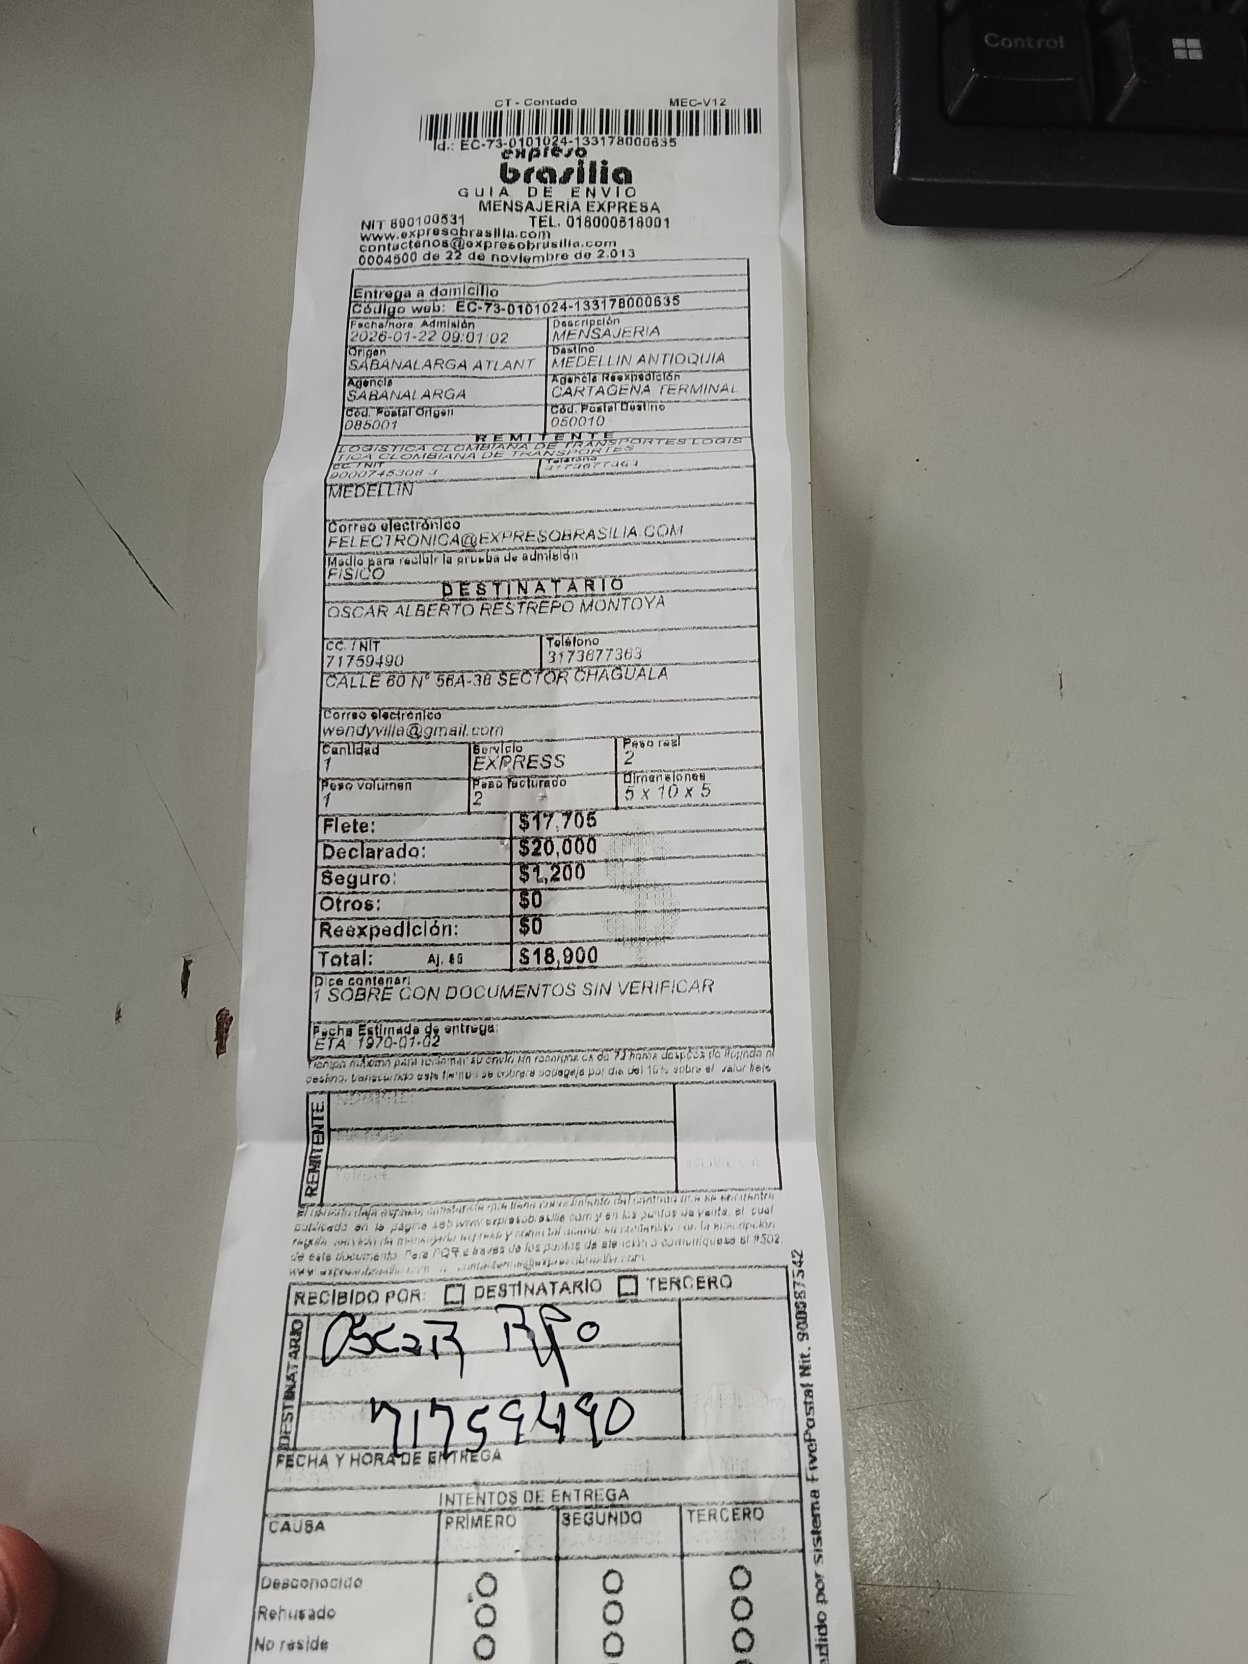 Control
CT - Contado MEC-V12
Id.: EC-73-0101024-133178000635
expreso
brasilia
GUIA DE ENVIO
MENSAJERIA EXPRESA
NIT 890100531 TEL. 018000518001
www.expresobrasilia.com
contactenos@expresobrasilia.com
0004500 de 22 de noviembre de 2.013
Entrega a domicilio
Código web: EC-73-0101024-133178000635
Fecha/hora Admisión Descripción
2026-01-22 09:01:02 MENSAJERIA
Origen Destino
SABANALARGA ATLANT MEDELLIN ANTIOQUIA
Agencia Agencia Reexpedición
SABANALARGA CARTAGENA TERMINAL
Cód. Postal Origen Cód. Postal Destino
085001 050010
REMITENTE
LOGISTICA CLOMBIANA DE TRANSPORTES LOGIS
TICA CLOMBIANA DE TRANSPORTES
CC. / NIT Teléfono
MEDELLIN
Correo electrónico
FELECTRONICA@EXPRESOBRASILIA.COM
Medio para recibir la prueba de admisión
FISICO
DESTINATARIO
OSCAR ALBERTO RESTREPO MONTOYA
CC. / NIT Teléfono
71759490 3173677363
CALLE 60 Nº 56A-38 SECTOR CHAGUALA
Correo electrónico
wendyvilla@gmail.com
Cantidad Servicio Peso real
1 EXPRESS 2
Peso volumen Peso facturado Dimensiones
1 2 5 x 10 x 5
Flete: $17,705
Declarado: $20,000
Seguro: $1,200
Otros: $0
Reexpedición: $0
Total: $18,900
Dice contener:
1 SOBRE CON DOCUMENTOS SIN VERIFICAR
Fecha Estimada de entrega:
ETA 1970-01-02
REMITENTE
RECIBIDO POR: DESTINATARIO TERCERO
DESTINATARIO
Oscar Rpo
71759490
FECHA Y HORA DE ENTREGA
INTENTOS DE ENTREGA
CAUSA PRIMERO SEGUNDO TERCERO
Desconocido
Rehusado
No reside
edido por sistema FivePostal Nit. 900087542